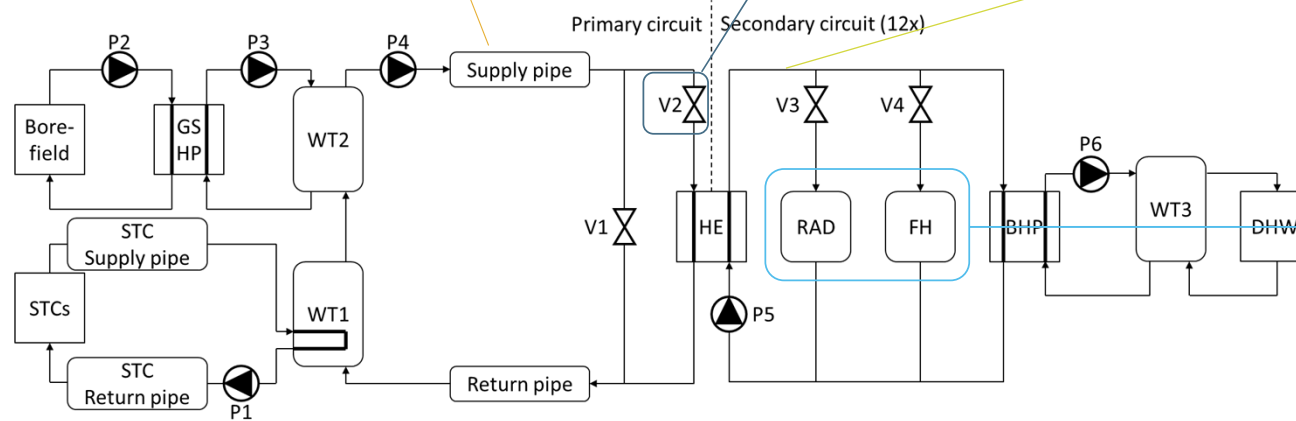 Primary circuit
Secondary circuit (12x)
P2
P3
P4
Supply pipe
Bore-
field
GS
HP
WT2
V2
V3
V4
P6
STC
Supply pipe
V1
HE
RAD
FH
BHP
WT3
DHW
STCs
WT1
P5
STC
Return pipe
P1
Return pipe